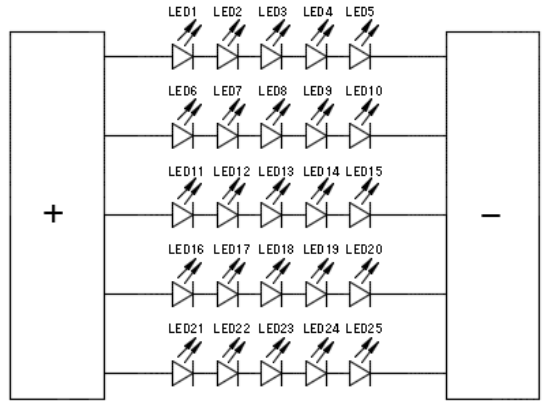 LED1 LED2 LED3 LED4 LED5
LED6 LED7 LED8 LED9 LED10
LED11 LED12 LED13 LED14 LED15
+ −
LED16 LED17 LED18 LED19 LED20
LED21 LED22 LED23 LED24 LED25